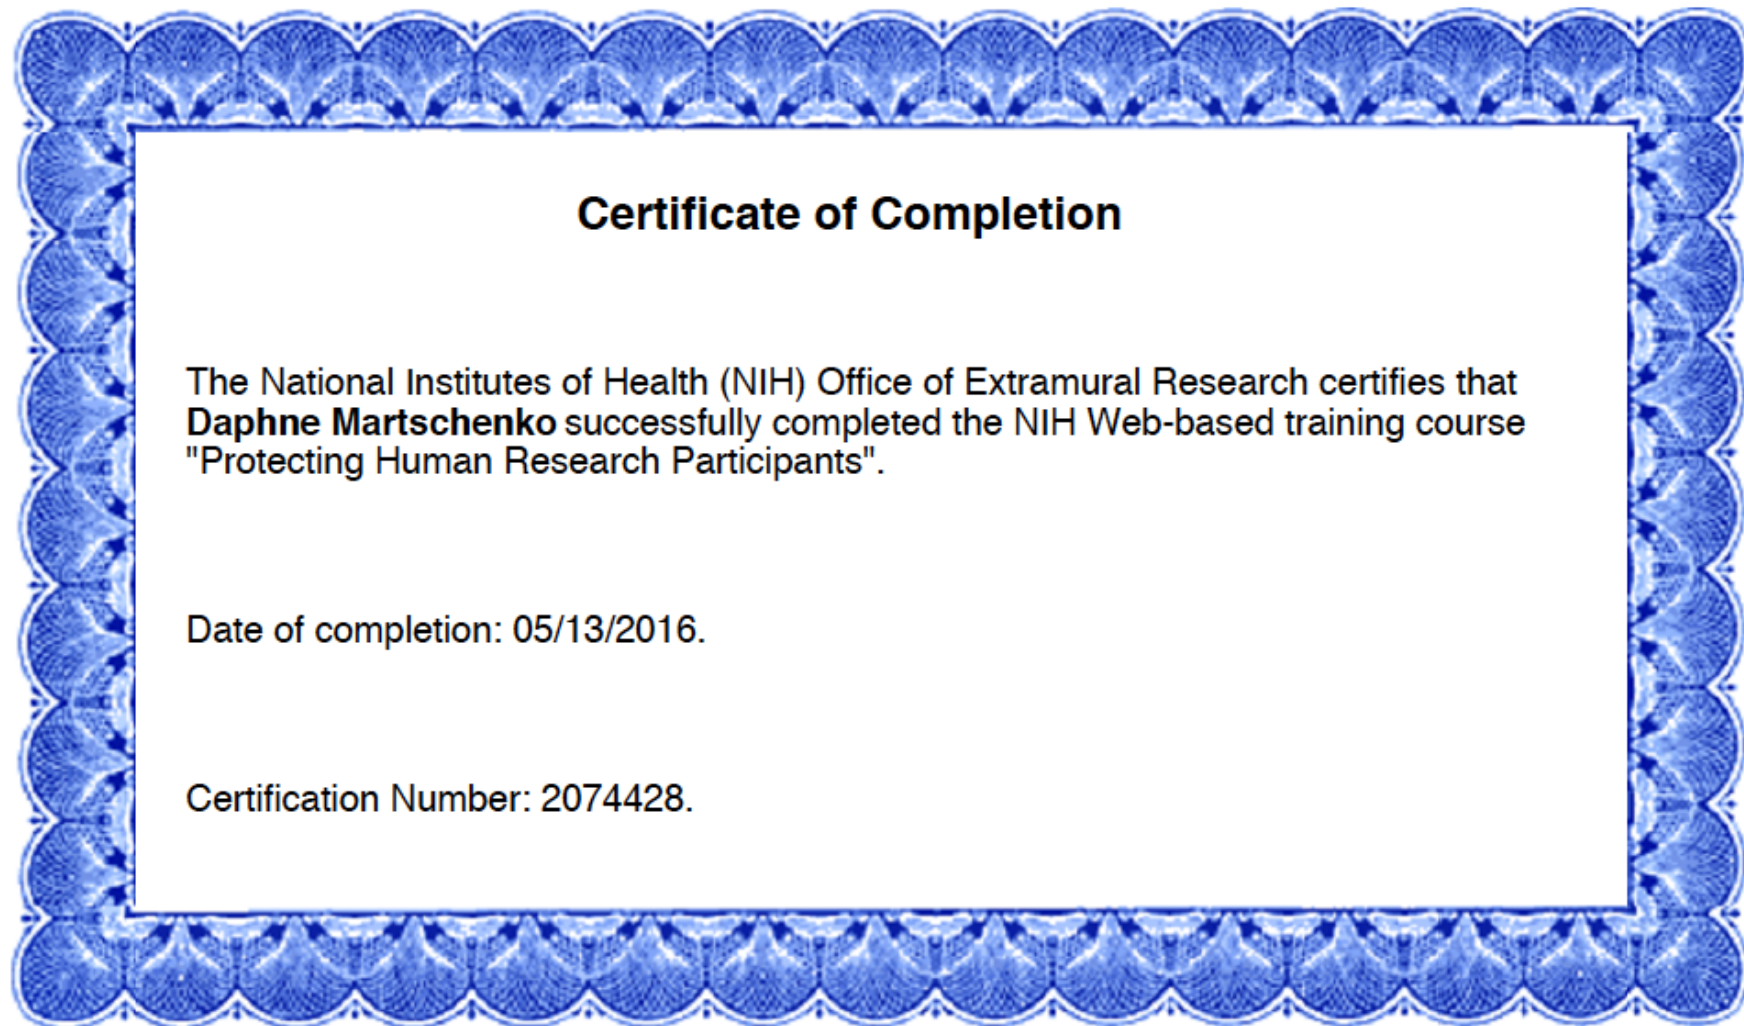 Certificate of Completion
The National Institutes of Health (NIH) Office of Extramural Research certifies that
Daphne Martschenko successfully completed the NIH Web-based training course
"Protecting Human Research Participants".
Date of completion: 05/13/2016.
Certification Number: 2074428.